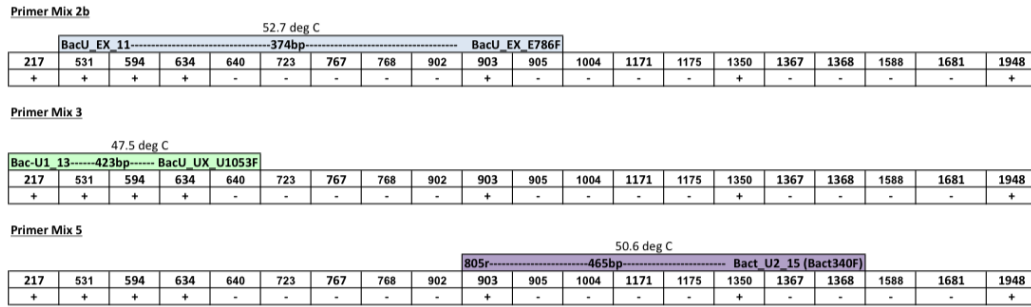 Primer Mix 2b
52.7 deg C
BacU_EX_11----------------------------------374bp------------------------------------- BacU_EX_E786F
217 531 594 634 640 723 767 768 902 903 905 1004 1171 1175 1350 1367 1368 1588 1681 1948
+ + + + - - - - - + - - - - + - - - - +
Primer Mix 3
47.5 deg C
Bac-U1_13------423bp------ BacU_UX_U1053F
217 531 594 634 640 723 767 768 902 903 905 1004 1171 1175 1350 1367 1368 1588 1681 1948
+ + + + - - - - - + - - - - + - - - - +
Primer Mix 5
50.6 deg C
805r------------------------465bp------------------------- Bact_U2_15 (Bact340F)
217 531 594 634 640 723 767 768 902 903 905 1004 1171 1175 1350 1367 1368 1588 1681 1948
+ + + + - - - - - + - - - - + - - - - +